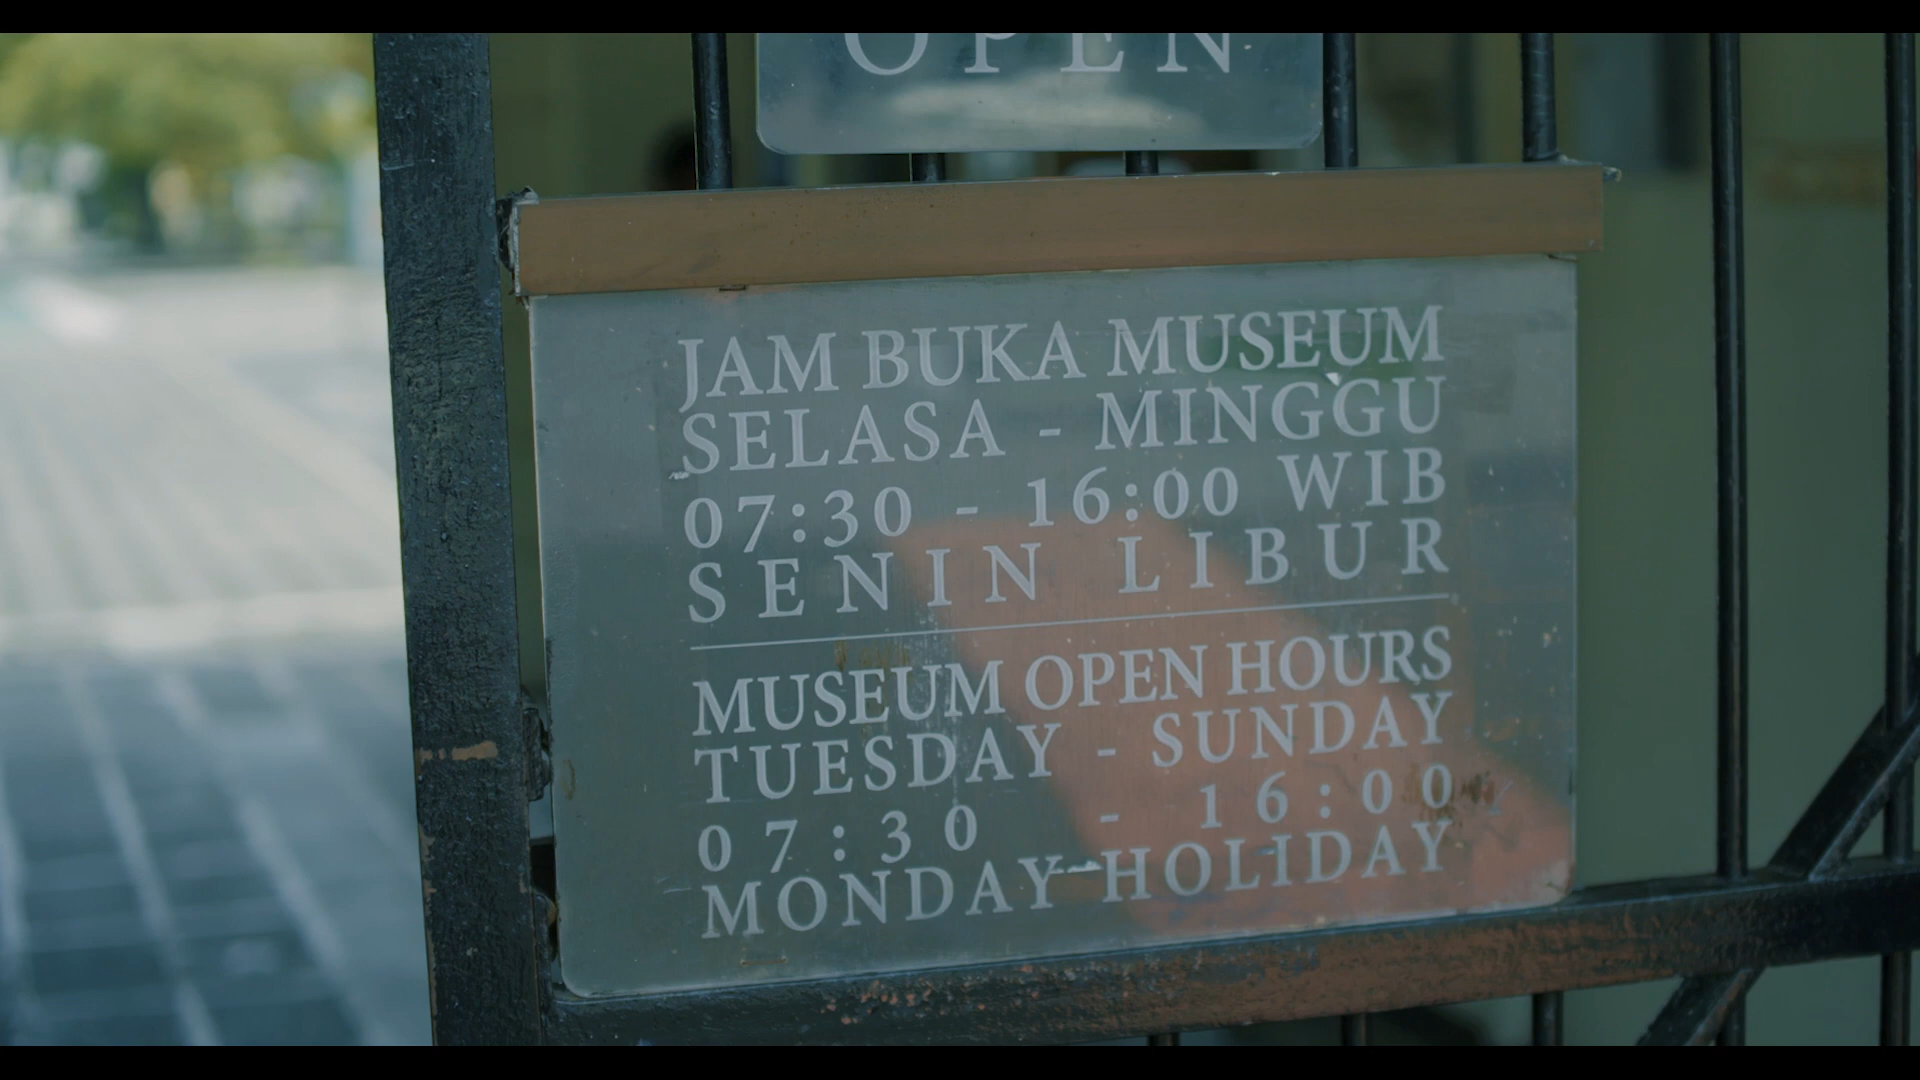 OPEN
JAM BUKA MUSEUM
SELASA - MINGGU
07:30 - 16:00 WIB
SENIN LIBUR
MUSEUM OPEN HOURS
TUESDAY - SUNDAY
07:30 - 16:00
MONDAY HOLIDAY